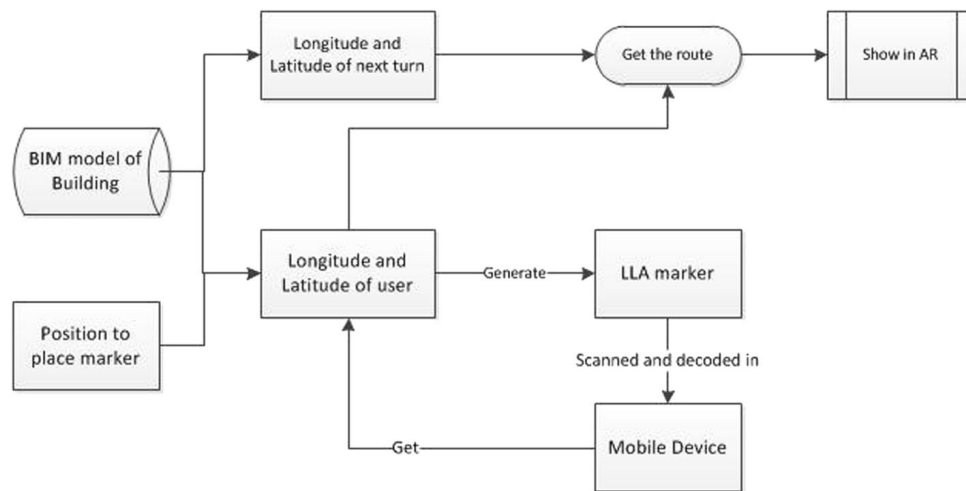 Longitude and
Latitude of next turn
Get the route
Show in AR
BIM model of
Building
Longitude and
Latitude of user
Generate
LLA marker
Position to
place marker
Scanned and decoded in
Get
Mobile Device